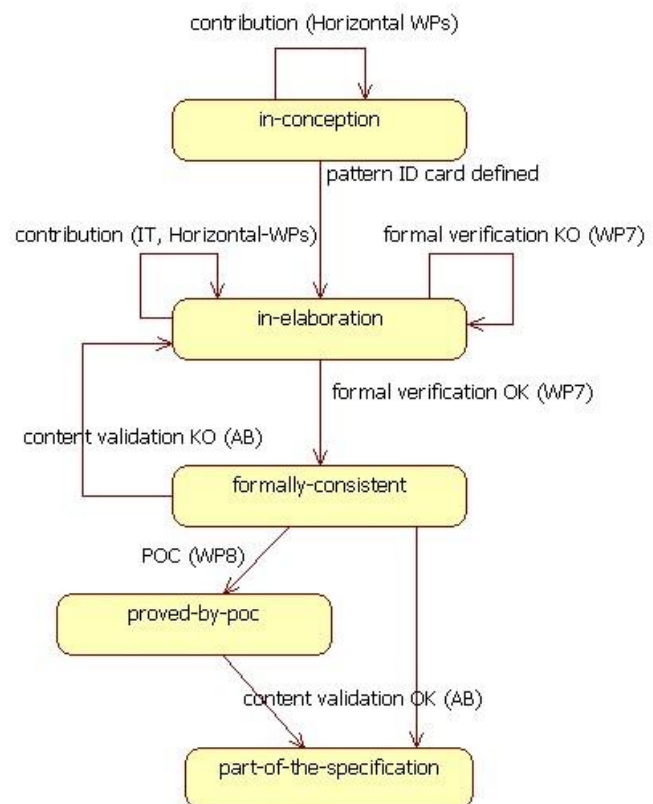 contribution (Horizontal WPs)
in-conception
pattern ID card defined
contribution (IT, Horizontal-WPs)
formal verification KO (WP7)
in-elaboration
formal verification OK (WP7)
content validation KO (AB)
formally-consistent
POC (WP8)
proved-by-poc
content validation OK (AB)
part-of-the-specification